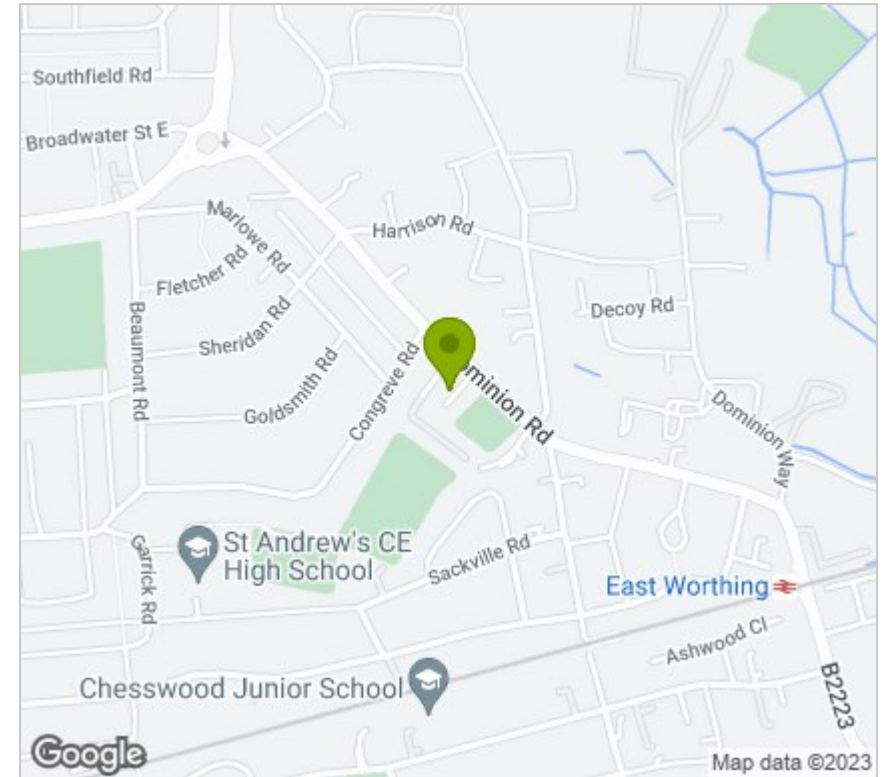 Southfield Rd
Broadwater St E
Marlowe Rd
Harrison Rd
Fletcher Rd
Decoy Rd
Beaumont Rd
Sheridan Rd
Goldsmith Rd
Congreve Rd
Dominion Way
St Andrew's CE
High School
Garrick Rd
Sackville Rd
East Worthing
Ashwood Cl
Chesswood Junior School
B2223
Google
Map data ©2023